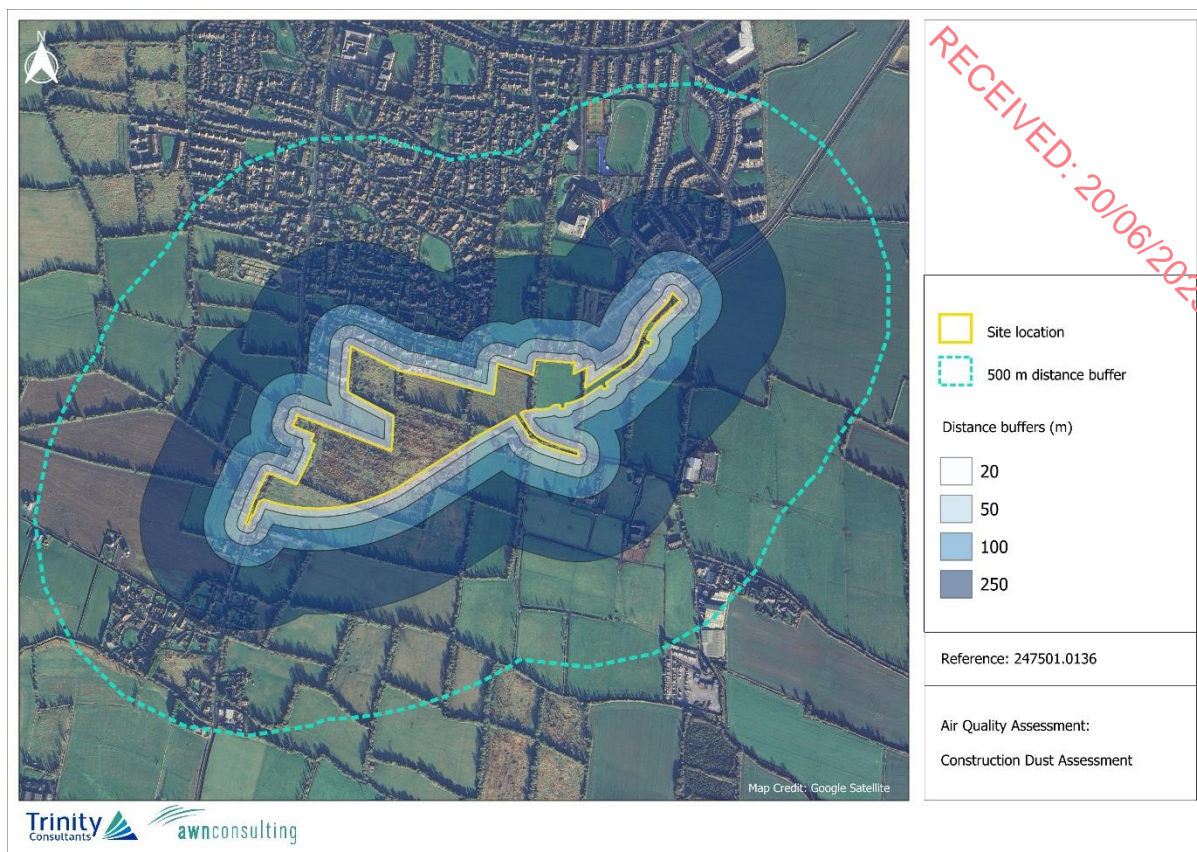 N
RECEIVED: 20/06/202
Site location
500 m distance buffer
Distance buffers (m)
20
50
100
250
Reference: 247501.0136
Air Quality Assessment:
Construction Dust Assessment
Map Credit: Google Satellite
Trinity
Consultants
awnconsulting